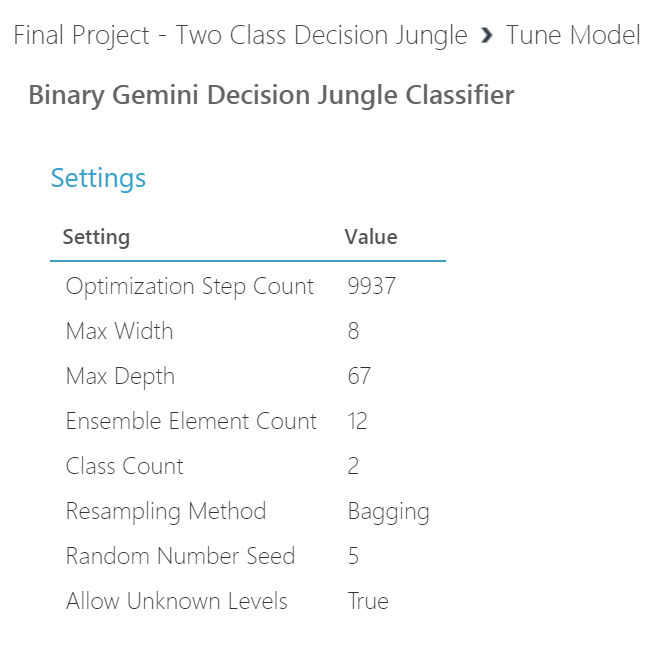 Final Project - Two Class Decision Jungle › Tune Model
Binary Gemini Decision Jungle Classifier
Settings
Setting Value
Optimization Step Count 9937
Max Width 8
Max Depth 67
Ensemble Element Count 12
Class Count 2
Resampling Method Bagging
Random Number Seed 5
Allow Unknown Levels True